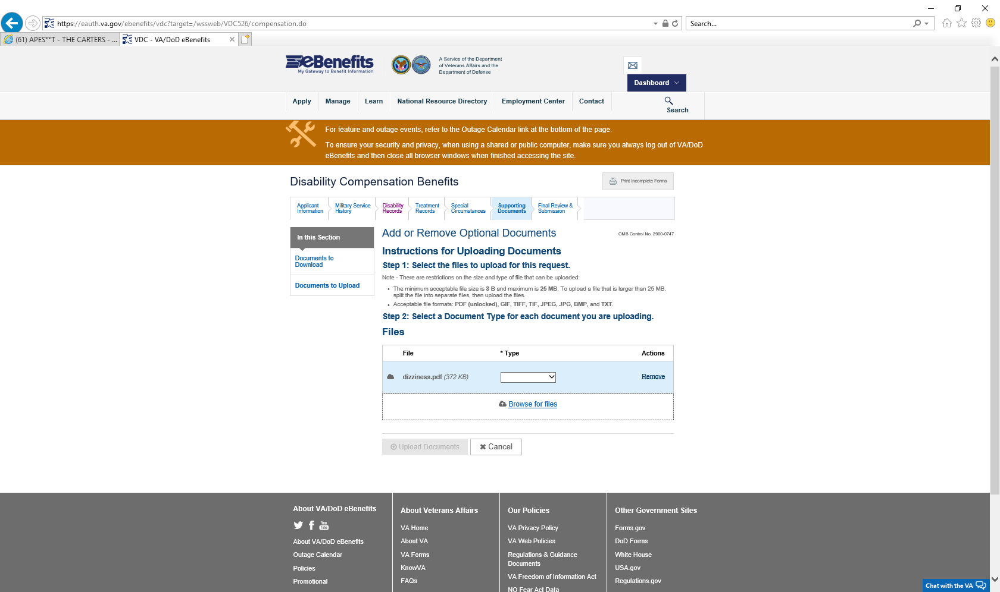 https://eauth.va.gov/ebenefits/vdc?target=/wssweb/VDC526/compensation.do
Search...
(61) APES**T - THE CARTERS - ...
VDC - VA/DoD eBenefits
eBenefits
My Gateway to Benefit Information
A Service of the Department
of Veterans Affairs and the
Department of Defense
Dashboard
Apply
Manage
Learn
National Resource Directory
Employment Center
Contact
Search
For feature and outage events, refer to the Outage Calendar link at the bottom of the page.
To ensure your security and privacy, when using a shared or public computer, make sure you always log out of VA/DoD
eBenefits and then close all browser windows when finished accessing the site.
Disability Compensation Benefits
Print Incomplete Forms
Applicant
Information
Military Service
History
Disability
Records
Treatment
Records
Special
Circumstances
Supporting
Documents
Final Review &
Submission
In this Section
Documents to
Download
Documents to Upload
Add or Remove Optional Documents
OMB Control No. 2900-0747
Instructions for Uploading Documents
Step 1: Select the files to upload for this request.
Note - There are restrictions on the size and type of file that can be uploaded:
• The minimum acceptable file size is 8 B and maximum is 25 MB. To upload a file that is larger than 25 MB,
split the file into separate files, then upload the files.
• Acceptable file formats: PDF (unlocked), GIF, TIFF, TIF, JPEG, JPG, BMP, and TXT.
Step 2: Select a Document Type for each document you are uploading.
Files
File
* Type
Actions
dizziness.pdf (372 KB)
Remove
Browse for files
Upload Documents
Cancel
About VA/DoD eBenefits
You
Tube
About VA/DoD eBenefits
Outage Calendar
Policies
Promotional
About Veterans Affairs
VA Home
About VA
VA Forms
KnowVA
FAQs
Our Policies
VA Privacy Policy
VA Web Policies
Regulations & Guidance
Documents
VA Freedom of Information Act
NO Fear Act Data
Other Government Sites
Forms.gov
DoD Forms
White House
USA.gov
Regulations.gov
Chat with the VA